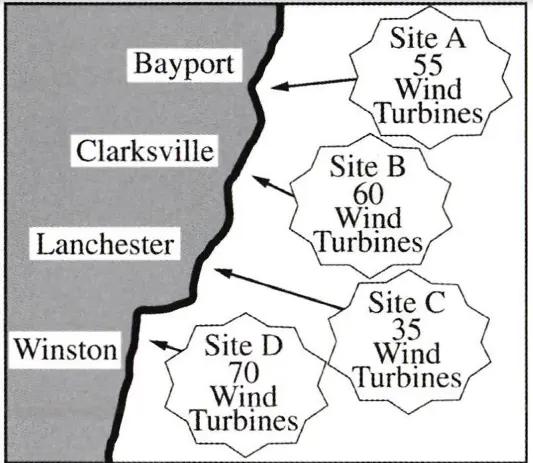 Bayport
Site A
55
Wind
Turbines
Clarksville
Site B
60
Wind
Turbines
Lanchester
Site C
35
Wind
Turbines
Winston
Site D
70
Wind
Turbines